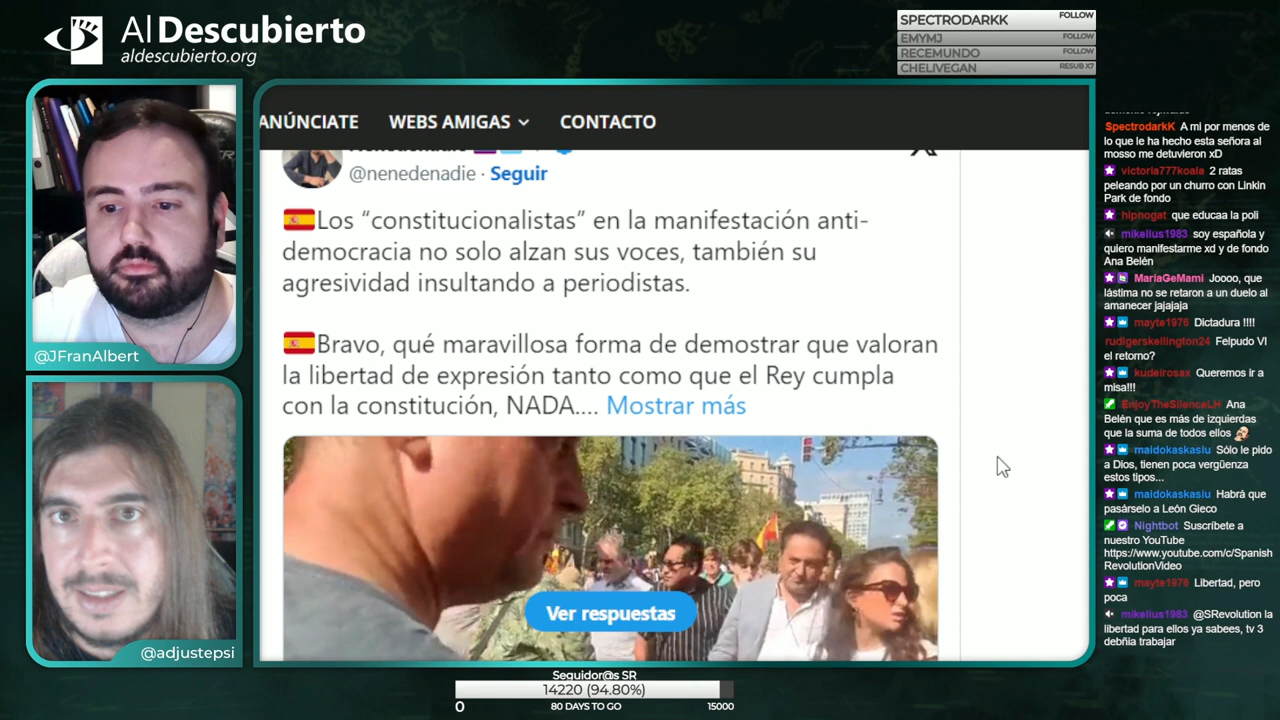 Al Descubierto
aldescubierto.org
SPECTRODARKK FOLLOW
EMYMJ FOLLOW
RECEMUNDO FOLLOW
CHELIVEGAN RESUB X7
@JFranAlbert
@adjustepsi
ANÚNCIATE WEBS AMIGAS CONTACTO
@nenedenadie · Seguir
🇪🇸Los “constitucionalistas” en la manifestación anti-
democracia no solo alzan sus voces, también su
agresividad insultando a periodistas.
🇪🇸Bravo, qué maravillosa forma de demostrar que valoran
la libertad de expresión tanto como que el Rey cumpla
con la constitución, NADA.... Mostrar más
Ver respuestas
SpectrodarkK A mi por menos de
lo que le ha hecho esta señora al
mosso me detuvieron xD
victoria777koala 2 ratas
peleando por un churro con Linkin
Park de fondo
hipnogat que educaa la poli
mikelius1983 soy española y
quiero manifestarme xd y de fondo
Ana Belén
MariaGeMami Joooo, que
lástima no se retaron a un duelo al
amanecer jajajaja
mayte1976 Dictadura !!!!
rudigerskellington24 Felpudo VI
el retorno?
kudeirosax Queremos ir a
misa!!!
EnjoyTheSilenceLH Ana
Belén que es más de izquierdas
que la suma de todos ellos
maidokaskasiu Sólo le pido
a Dios, tienen poca vergüenza
estos tipos...
maidokaskasiu Habrá que
pasárselo a León Gieco
Nightbot Suscríbete a
nuestro YouTube
https://www.youtube.com/c/Spanish
RevolutionVideo
mayte1976 Libertad, pero
poca
mikelius1983 @SRevolution la
libertad para ellos ya sabees, tv 3
debñia trabajar
Seguidor@s SR
14220 (94.80%)
0 80 DAYS TO GO 15000